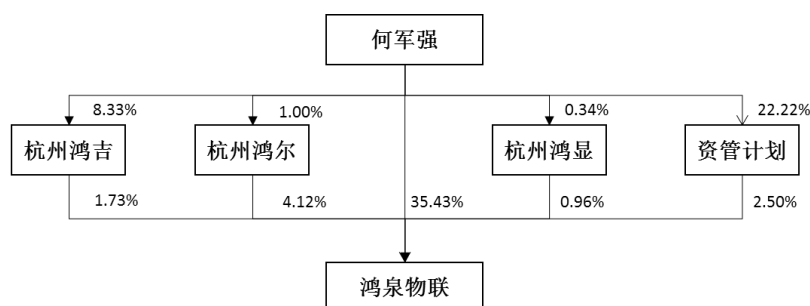 何军强
8.33%
1.00%
0.34%
22.22%
杭州鸿吉
杭州鸿尔
杭州鸿显
资管计划
1.73%
4.12%
35.43%
0.96%
2.50%
鸿泉物联